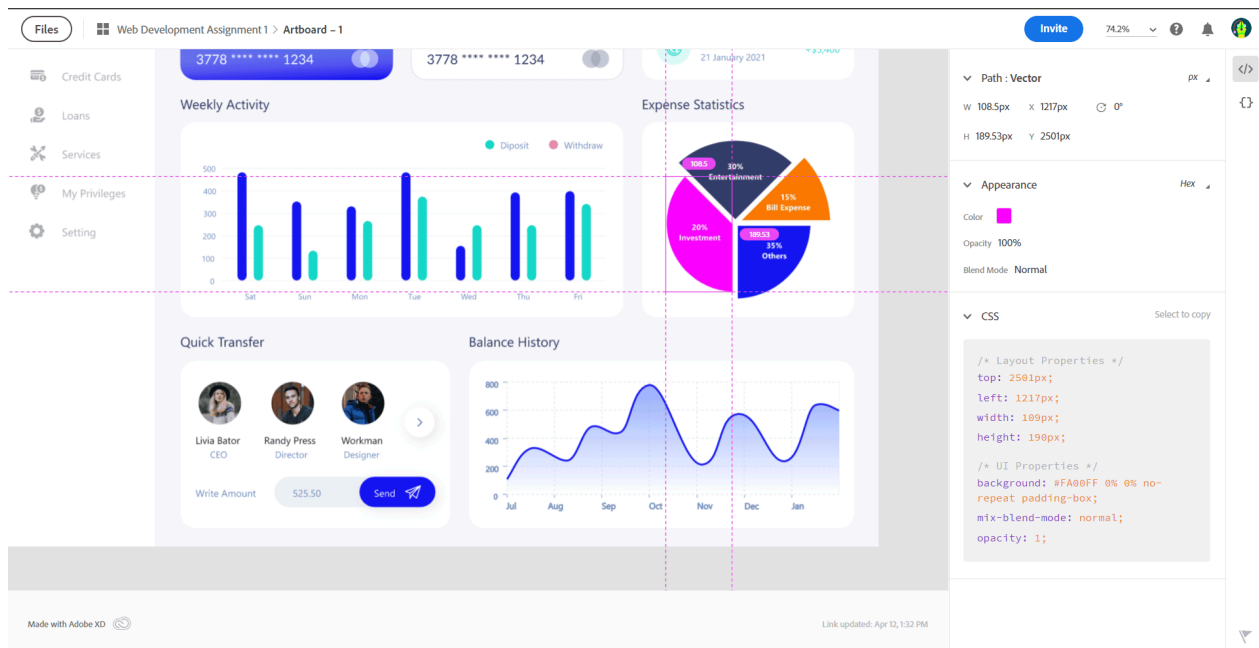 Files
Web Development Assignment 1 > Artboard – 1
Invite
74.2%
3778 **** **** 1234
3778 **** **** 1234
21 January 2021
+$5,400
Credit Cards
Loans
Services
My Privileges
Setting
Weekly Activity
Diposit
Withdraw
500
400
300
200
100
0
Sat Sun Mon Tue Wed Thu Fri
Expense Statistics
108.5
30%
Entertainment
15%
Bill Expense
20%
Investment
189.53
35%
Others
Quick Transfer
Livia Bator
CEO
Randy Press
Director
Workman
Designer
Write Amount
525.50
Send
Balance History
800
600
400
200
0
Jul Aug Sep Oct Nov Dec Jan
Path : Vector
px
W 108.5px X 1217px 0°
H 189.53px Y 2501px
Appearance
Hex
Color
Opacity 100%
Blend Mode Normal
CSS
Select to copy
/* Layout Properties */
top: 2501px;
left: 1217px;
width: 109px;
height: 190px;
/* UI Properties */
background: #FA00FF 0% 0% no-
repeat padding-box;
mix-blend-mode: normal;
opacity: 1;
Made with Adobe XD
Link updated: Apr 12, 1:32 PM